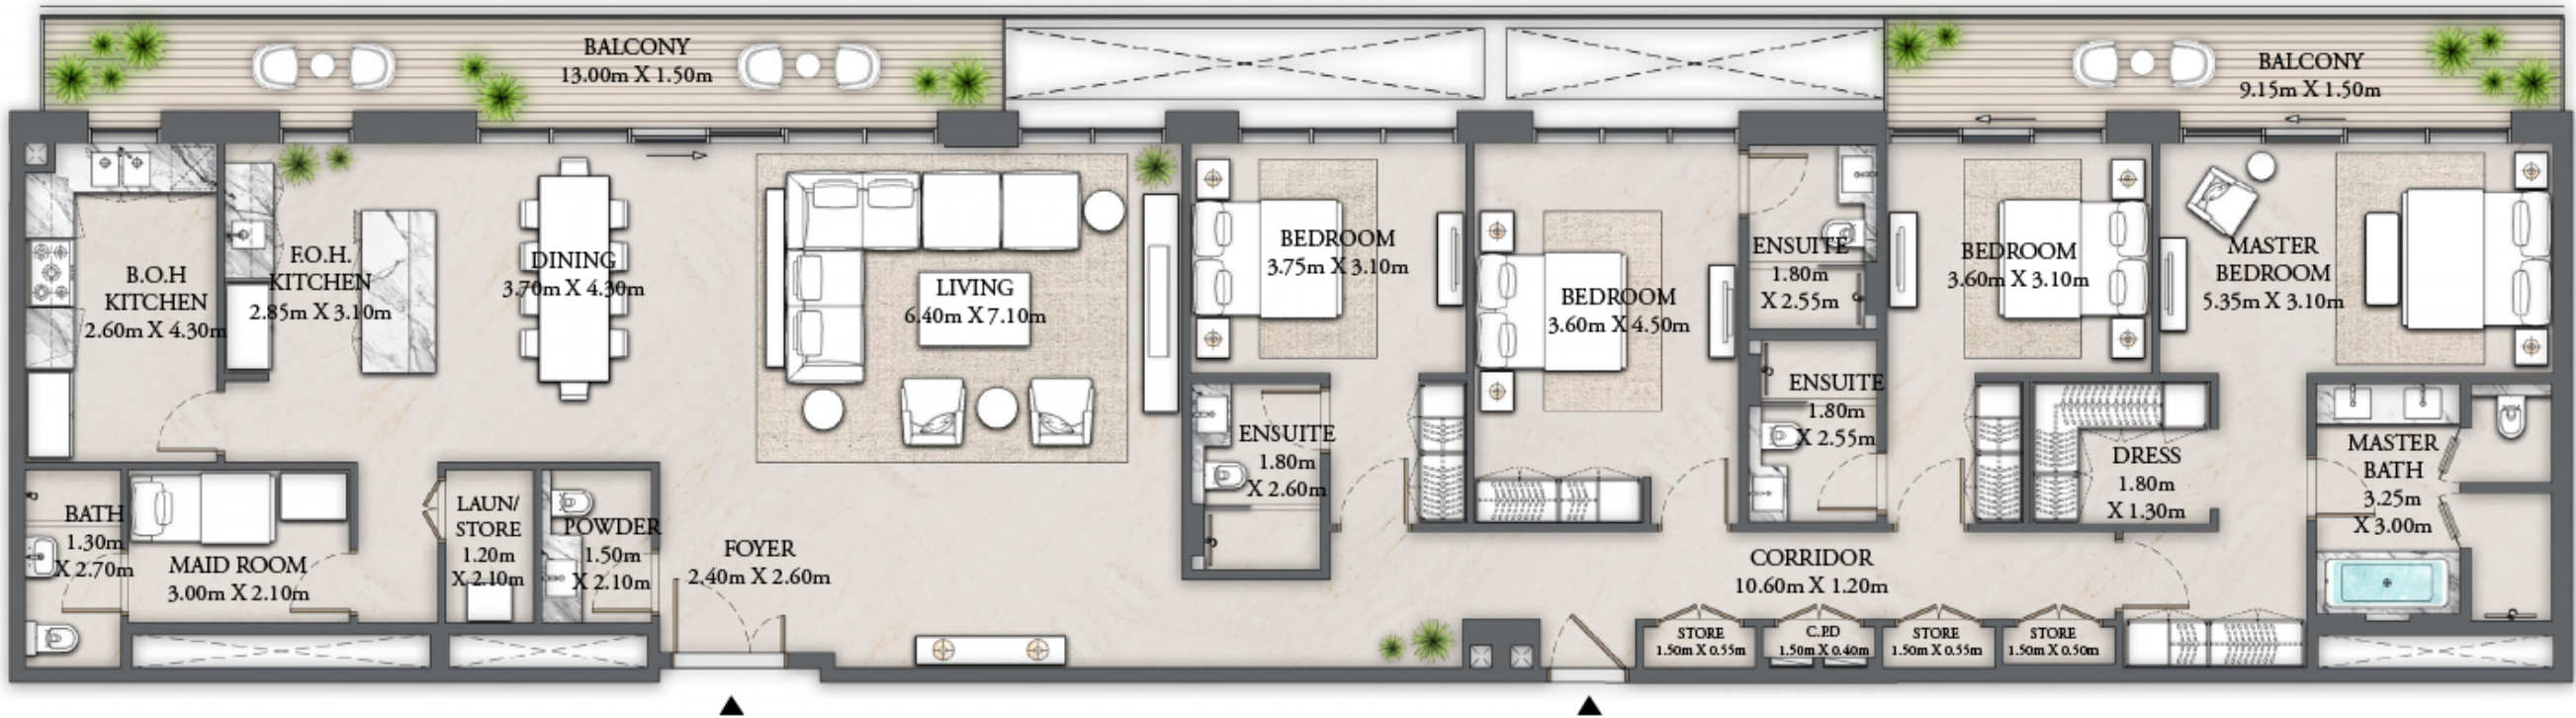 BALCONY
13.00m X 1.50m
BALCONY
9.15m X 1.50m
B.O.H
KITCHEN
2.60m X 4.30m
F.O.H.
KITCHEN
2.85m X 3.10m
DINING
3.70m X 4.30m
LIVING
6.40m X 7.10m
BEDROOM
3.75m X 3.10m
BEDROOM
3.60m X 4.50m
ENSUITE
1.80m
X 2.55m
BEDROOM
3.60m X 3.10m
MASTER
BEDROOM
5.35m X 3.10m
ENSUITE
1.80m
X 2.60m
ENSUITE
1.80m
X 2.55m
DRESS
1.80m
X 1.30m
MASTER
BATH
3.25m
X 3.00m
BATH
1.30m
X 2.70m
MAID ROOM
3.00m X 2.10m
LAUN/
STORE
1.20m
X 2.10m
POWDER
1.50m
X 2.10m
FOYER
2.40m X 2.60m
CORRIDOR
10.60m X 1.20m
STORE
1.50m X 0.55m
C.P.D
1.50m X 0.40m
STORE
1.50m X 0.55m
STORE
1.50m X 0.50m